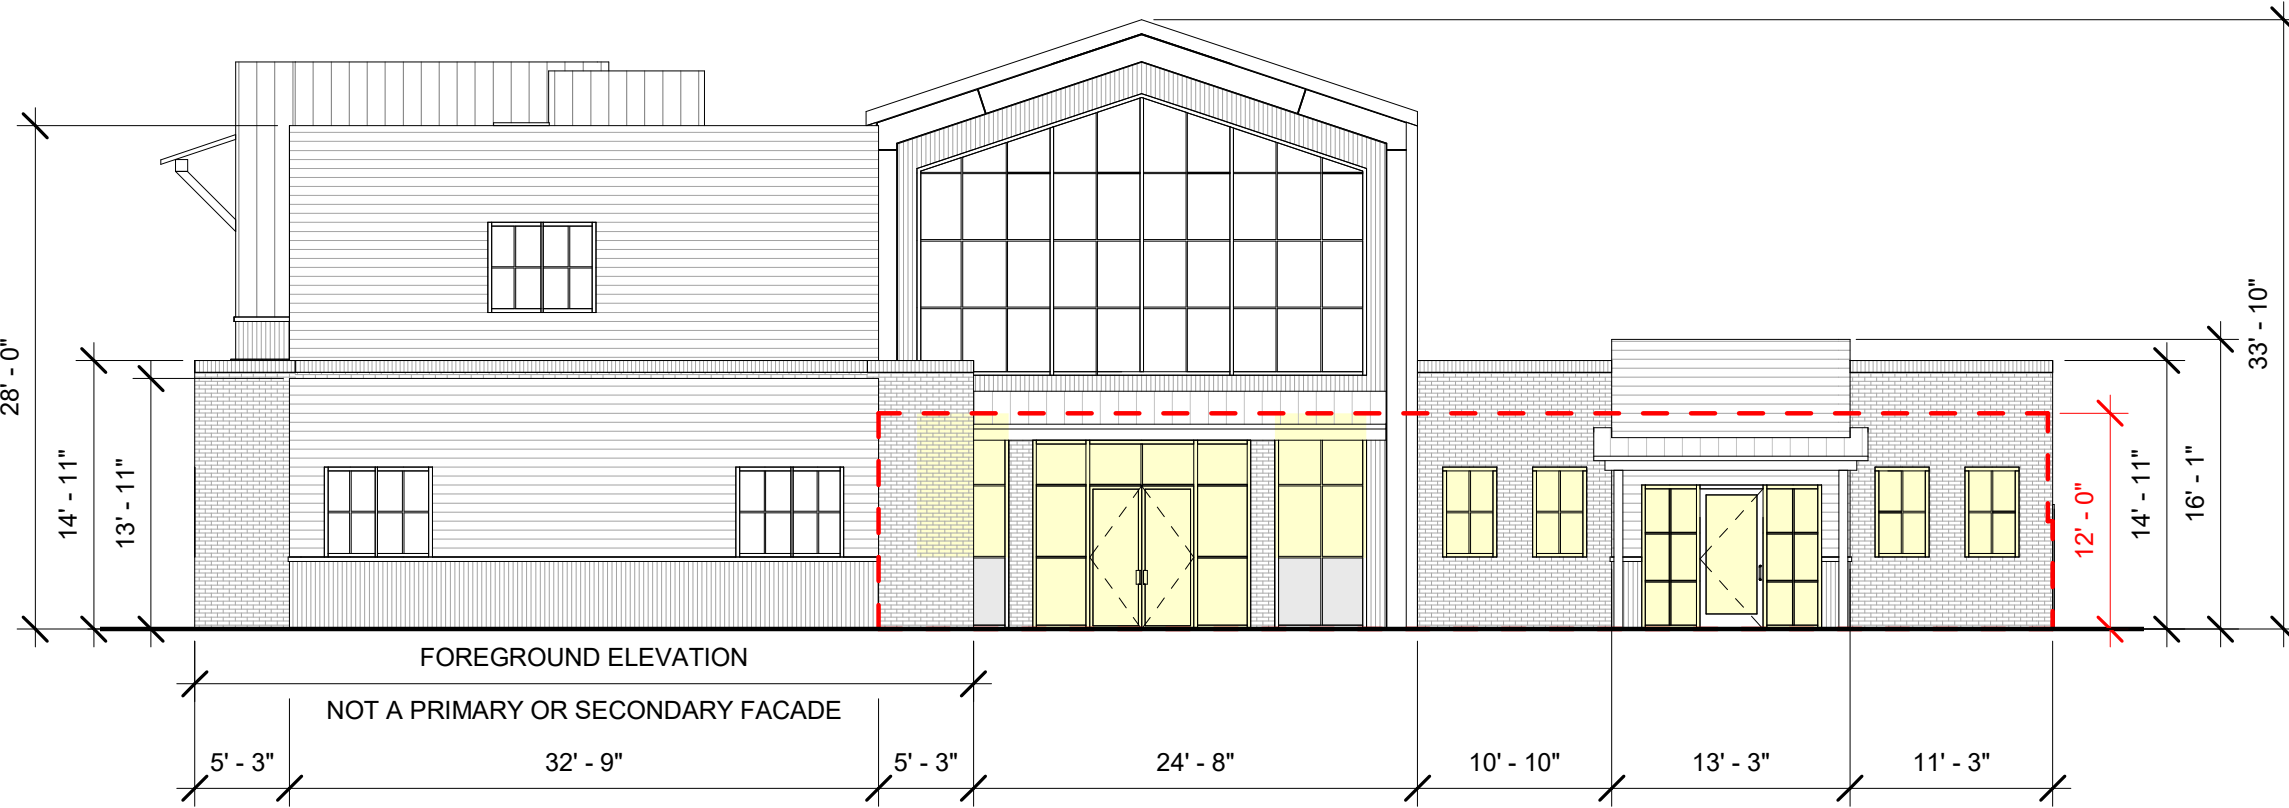 28' - 0"
14' - 11"
13' - 11"
33' - 10"
16' - 1"
14' - 11"
12' - 0"
FOREGROUND ELEVATION
NOT A PRIMARY OR SECONDARY FACADE
5' - 3" 32' - 9" 5' - 3" 24' - 8" 10' - 10" 13' - 3" 11' - 3"